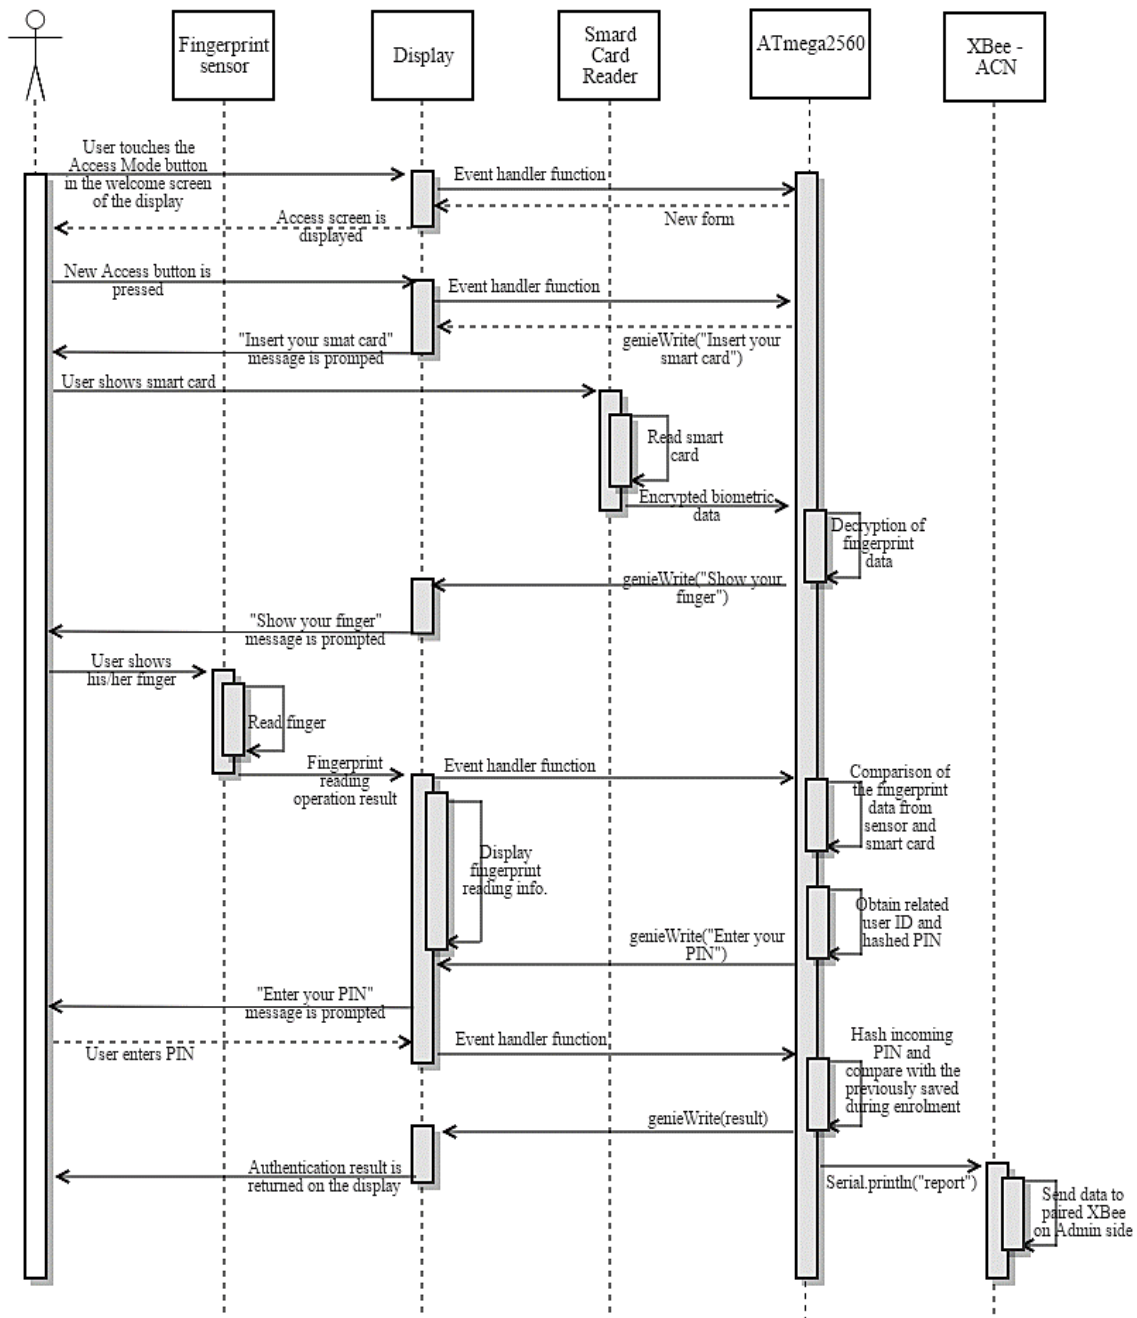 Fingerprint
sensor
Display
Smard
Card
Reader
ATmega2560
XBee -
ACN
User touches the
Access Mode button
in the welcome screen
of the display
Event handler function
New form
Access screen is
displayed
New Access button is
pressed
Event handler function
genieWrite("Insert your
smart card")
"Insert your smat card"
message is promped
User shows smart card
Read smart
card
Encrypted biometric
data
Decryption of
fingerprint
data
genieWrite("Show your
finger")
"Show your finger"
message is prompted
User shows
his/her finger
Read finger
Fingerprint
reading
operation result
Event handler function
Comparison of
the fingerprint
data from
sensor and
smart card
Display
fingerprint
reading info.
Obtain related
user ID and
hashed PIN
genieWrite("Enter your
PIN")
"Enter your PIN"
message is prompted
User enters PIN
Event handler function
Hash incoming
PIN and
compare with the
previously saved
during enrolment
genieWrite(result)
Authentication result is
returned on the display
Serial.println("report")
Send data to
paired XBee
on Admin side